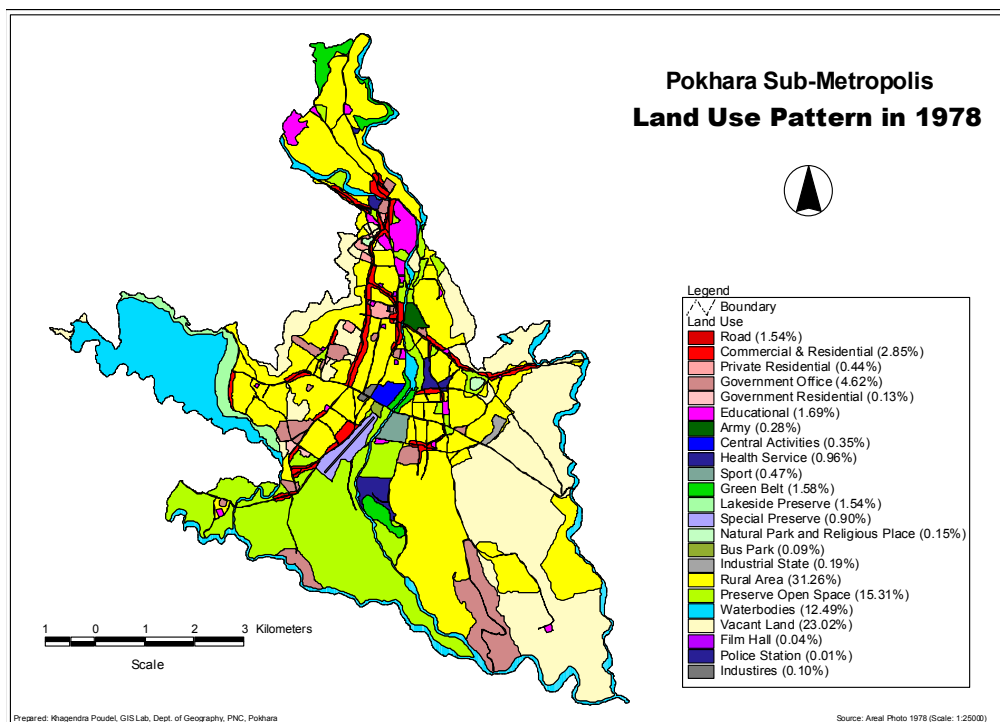 Pokhara Sub-Metropolis
Land Use Pattern in 1978
Legend
Boundary
Land Use
Road (1.54%)
Commercial & Residential (2.85%)
Private Residential (0.44%)
Government Office (4.62%)
Government Residential (0.13%)
Educational (1.69%)
Army (0.28%)
Central Activities (0.35%)
Health Service (0.96%)
Sport (0.47%)
Green Belt (1.58%)
Lakeside Preserve (1.54%)
Special Preserve (0.90%)
Natural Park and Religious Place (0.15%)
Bus Park (0.09%)
Industrial State (0.19%)
Rural Area (31.26%)
Preserve Open Space (15.31%)
Waterbodies (12.49%)
Vacant Land (23.02%)
Film Hall (0.04%)
Police Station (0.01%)
Industires (0.10%)
1 0 1 2 3 Kilometers
Scale
Prepared: Khagendra Poudel, GIS Lab, Dept. of Geography, PNC, Pokhara
Source: Areal Photo 1978 (Scale: 1:25000)